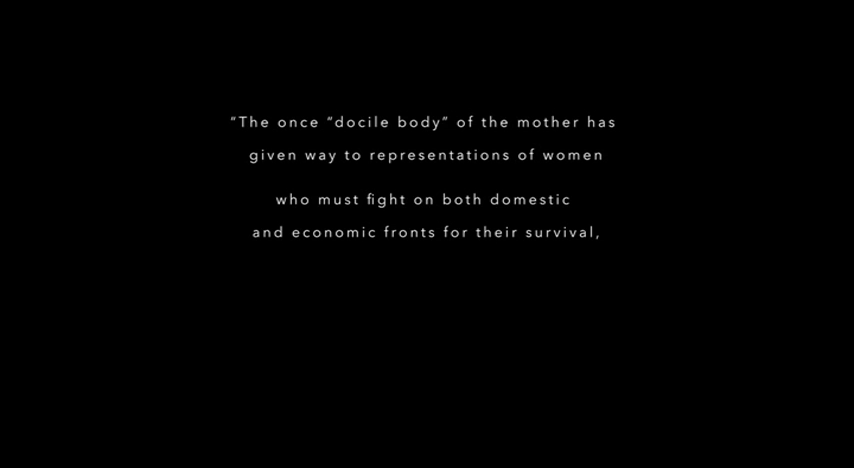 “The once “docile body” of the mother has
given way to representations of women
who must fight on both domestic
and economic fronts for their survival,